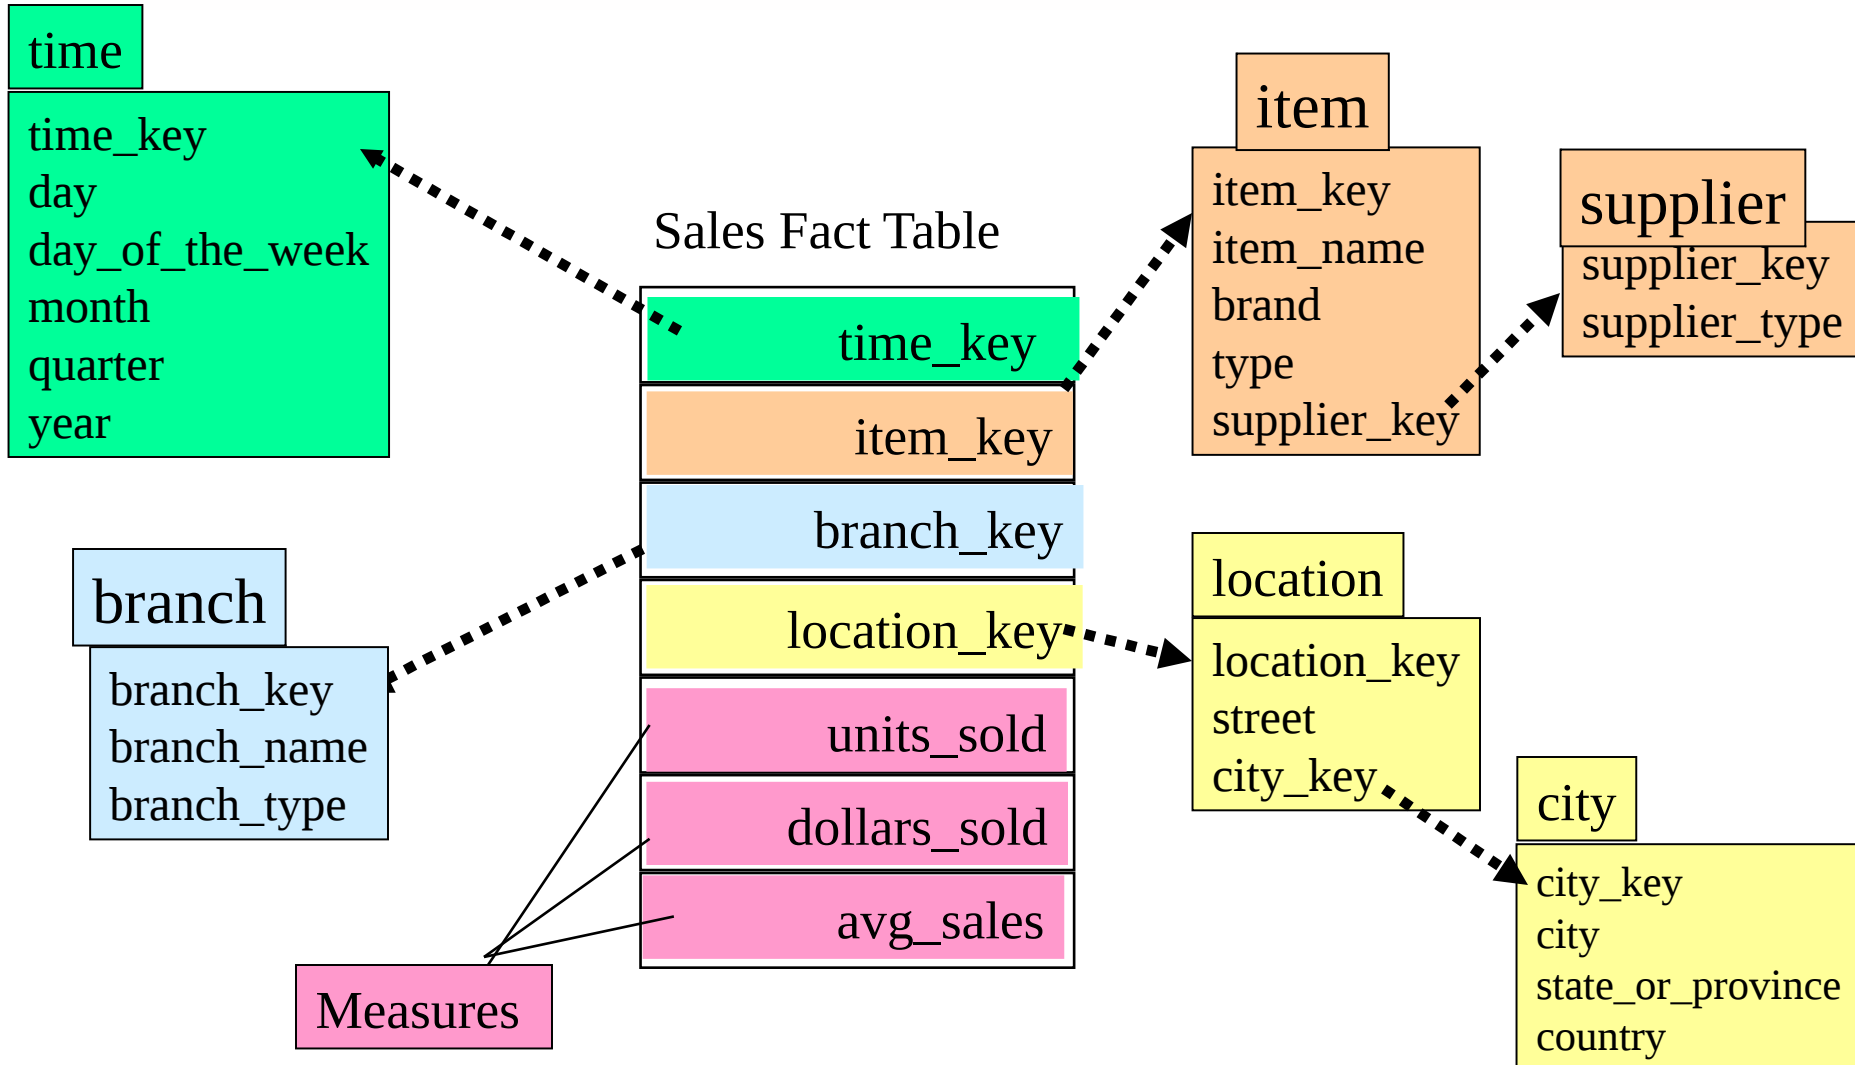 time
time_key
day
day_of_the_week
month
quarter
year
branch
branch_key
branch_name
branch_type
Sales Fact Table
time_key
item_key
branch_key
location_key
units_sold
dollars_sold
avg_sales
Measures
item
item_key
item_name
brand
type
supplier_key
supplier
supplier_key
supplier_type
location
location_key
street
city_key
city
city_key
city
state_or_province
country